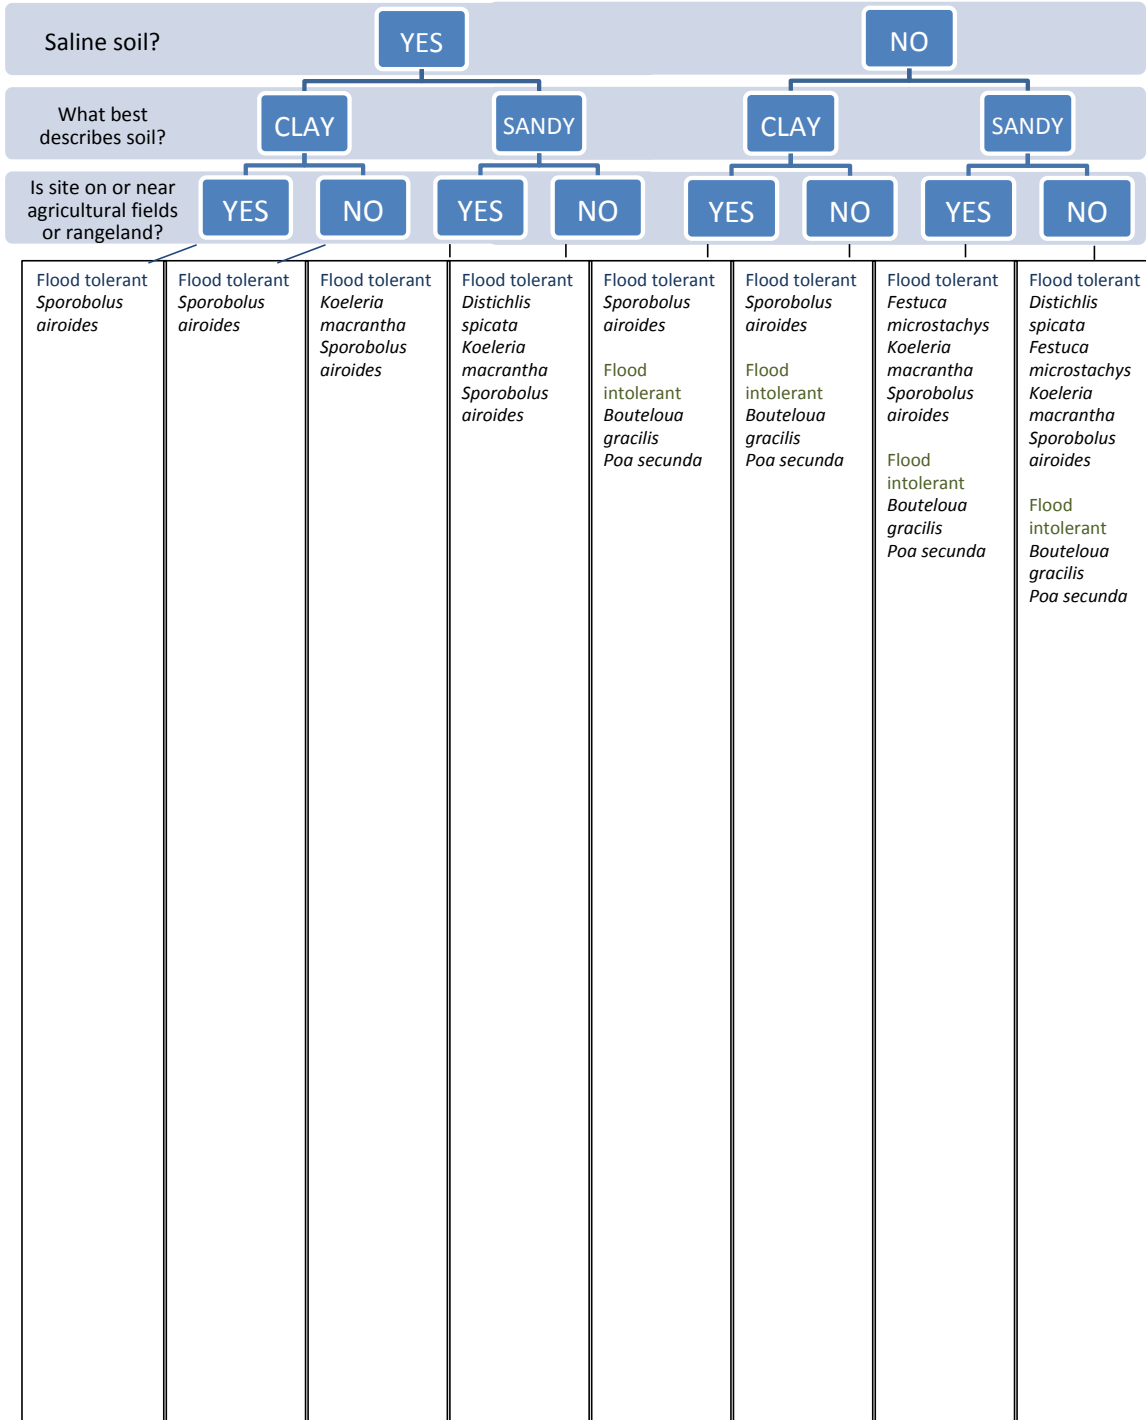 Saline soil?
YES
NO
What best
describes soil?
CLAY
SANDY
CLAY
SANDY
Is site on or near
agricultural fields
or rangeland?
YES
NO
YES
NO
YES
NO
YES
NO
Flood tolerant
Sporobolus
airoides
Flood tolerant
Sporobolus
airoides
Flood tolerant
Koeleria
macrantha
Sporobolus
airoides
Flood tolerant
Distichlis
spicata
Koeleria
macrantha
Sporobolus
airoides
Flood tolerant
Sporobolus
airoides
Flood
intolerant
Bouteloua
gracilis
Poa secunda
Flood tolerant
Sporobolus
airoides
Flood
intolerant
Bouteloua
gracilis
Poa secunda
Flood tolerant
Festuca
microstachys
Koeleria
macrantha
Sporobolus
airoides
Flood
intolerant
Bouteloua
gracilis
Poa secunda
Flood tolerant
Distichlis
spicata
Festuca
microstachys
Koeleria
macrantha
Sporobolus
airoides
Flood
intolerant
Bouteloua
gracilis
Poa secunda